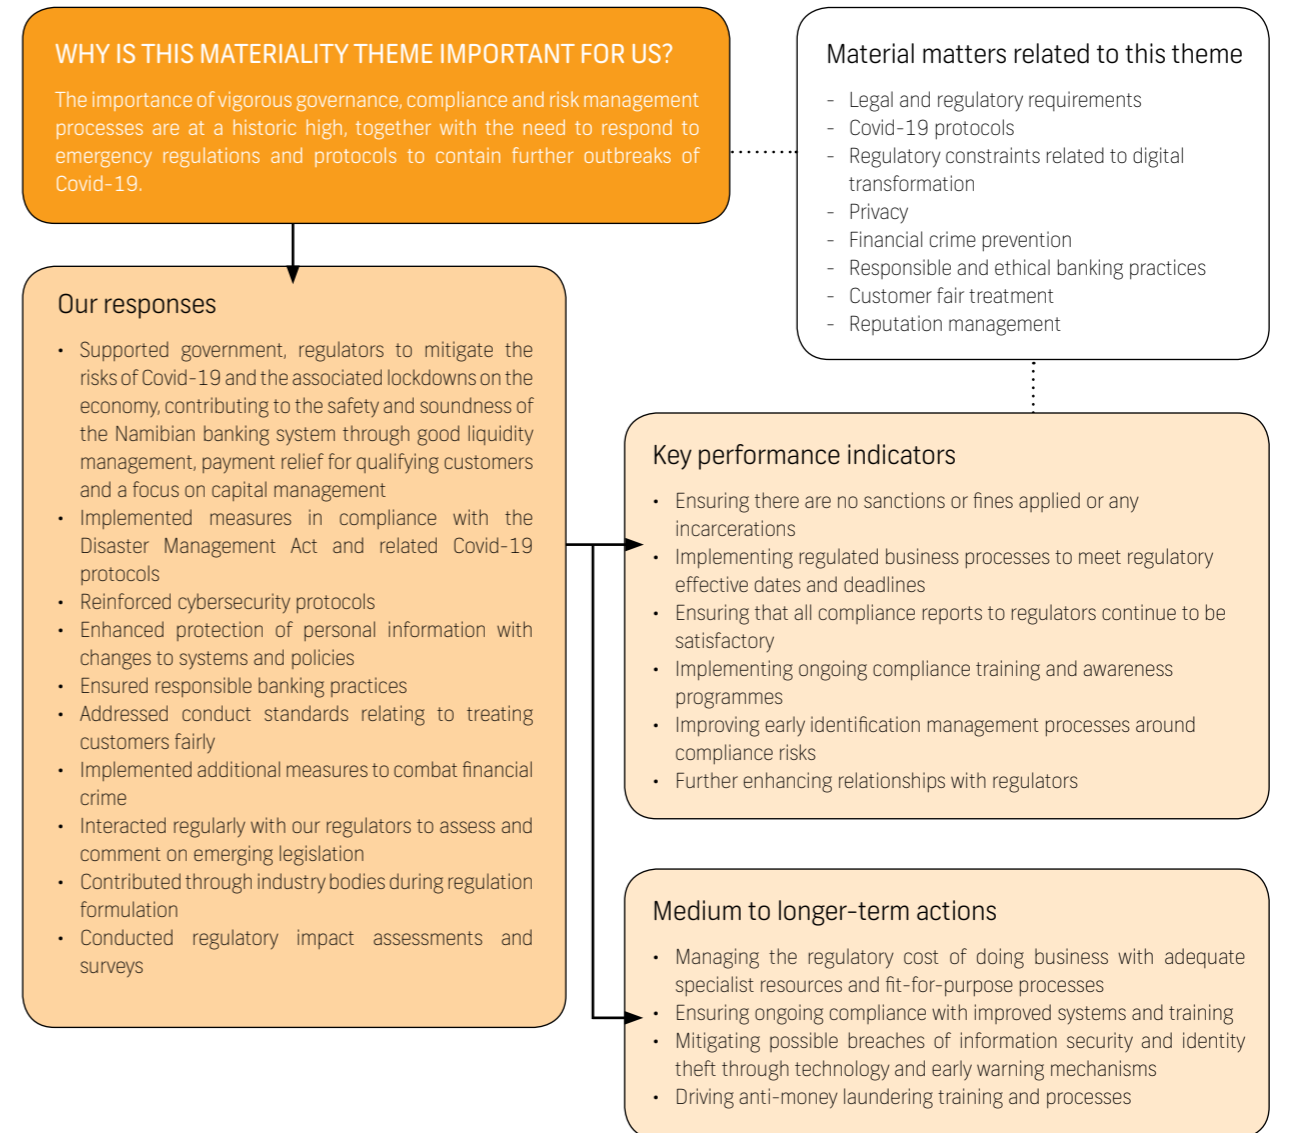 WHY IS THIS MATERIALITY THEME IMPORTANT FOR US?
The importance of vigorous governance, compliance and risk management
processes are at a historic high, together with the need to respond to
emergency regulations and protocols to contain further outbreaks of
Covid-19.
Material matters related to this theme
- Legal and regulatory requirements
- Covid-19 protocols
- Regulatory constraints related to digital
transformation
- Privacy
- Financial crime prevention
- Responsible and ethical banking practices
- Customer fair treatment
- Reputation management
Our responses
• Supported government, regulators to mitigate the
risks of Covid-19 and the associated lockdowns on the
economy, contributing to the safety and soundness of
the Namibian banking system through good liquidity
management, payment relief for qualifying customers
and a focus on capital management
• Implemented measures in compliance with the
Disaster Management Act and related Covid-19
protocols
• Reinforced cybersecurity protocols
• Enhanced protection of personal information with
changes to systems and policies
• Ensured responsible banking practices
• Addressed conduct standards relating to treating
customers fairly
• Implemented additional measures to combat financial
crime
• Interacted regularly with our regulators to assess and
comment on emerging legislation
• Contributed through industry bodies during regulation
formulation
• Conducted regulatory impact assessments and
surveys
Key performance indicators
• Ensuring there are no sanctions or fines applied or any
incarcerations
• Implementing regulated business processes to meet regulatory
effective dates and deadlines
• Ensuring that all compliance reports to regulators continue to be
satisfactory
• Implementing ongoing compliance training and awareness
programmes
• Improving early identification management processes around
compliance risks
• Further enhancing relationships with regulators
Medium to longer-term actions
• Managing the regulatory cost of doing business with adequate
specialist resources and fit-for-purpose processes
• Ensuring ongoing compliance with improved systems and training
• Mitigating possible breaches of information security and identity
theft through technology and early warning mechanisms
• Driving anti-money laundering training and processes